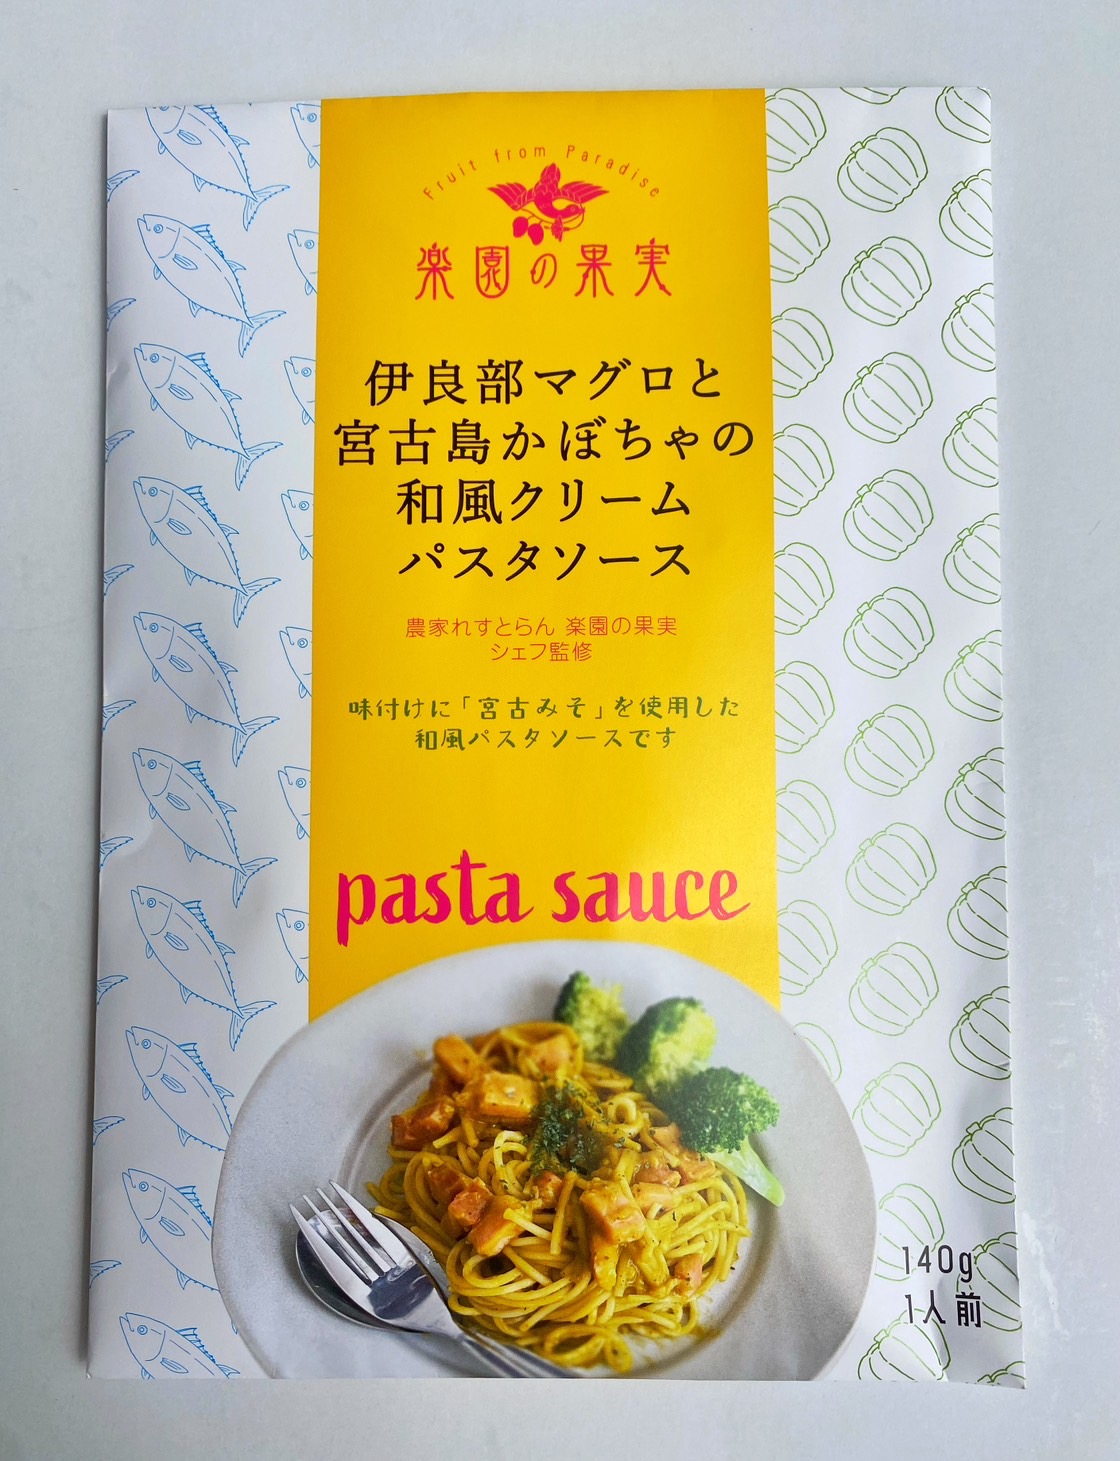 Fruit from Paradise
楽園の果実
伊良部マグロと
宮古島かぼちゃの
和風クリーム
パスタソース
農家れすとらん 楽園の果実
シェフ監修
味付けに「宮古みそ」を使用した
和風パスタソースです
pasta sauce
140g
1人前